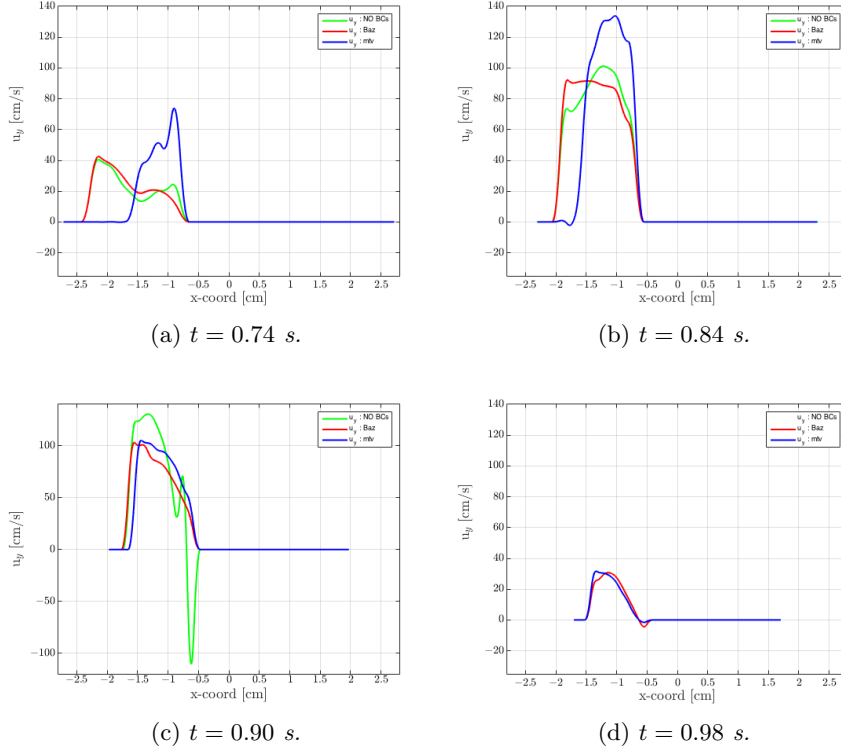 140
120
100
80
60
40
20
0
−20
u_y [cm/s]
−2.5 −2 −1.5 −1 −0.5 0 0.5 1 1.5 2 2.5
x-coord [cm]
u_y : NO BCs
u_y : Baz
u_y : mtv
(a) t = 0.74 s.
140
120
100
80
60
40
20
0
−20
u_y [cm/s]
−2.5 −2 −1.5 −1 −0.5 0 0.5 1 1.5 2 2.5
x-coord [cm]
u_y : NO BCs
u_y : Baz
u_y : mtv
(b) t = 0.84 s.
100
50
0
−50
−100
u_y [cm/s]
−2.5 −2 −1.5 −1 −0.5 0 0.5 1 1.5 2 2.5
x-coord [cm]
u_y : NO BCs
u_y : Baz
u_y : mtv
(c) t = 0.90 s.
140
120
100
80
60
40
20
0
−20
u_y [cm/s]
−2.5 −2 −1.5 −1 −0.5 0 0.5 1 1.5 2 2.5
x-coord [cm]
u_y : NO BCs
u_y : Baz
u_y : mtv
(d) t = 0.98 s.